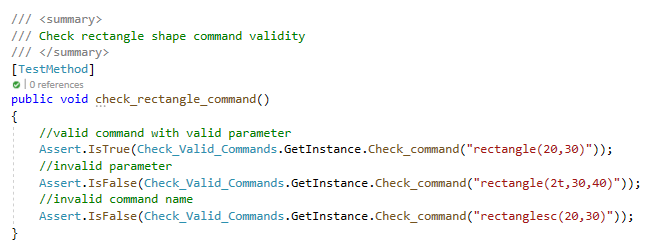 /// <summary>
/// Check rectangle shape command validity
/// </summary>
[TestMethod]
| 0 references
public void check_rectangle_command()
{
//valid command with valid parameter
Assert.IsTrue(Check_Valid_Commands.GetInstance.Check_command("rectangle(20,30)"));
//invalid parameter
Assert.IsFalse(Check_Valid_Commands.GetInstance.Check_command("rectangle(2t,30,40)"));
//invalid command name
Assert.IsFalse(Check_Valid_Commands.GetInstance.Check_command("rectanglesc(20,30)"));
}